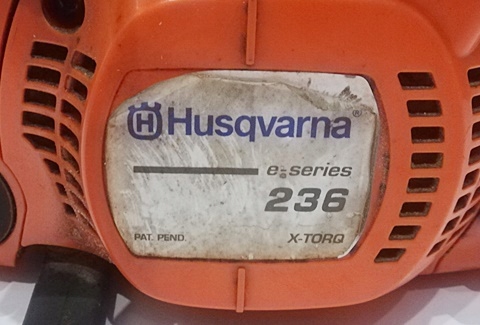 Husqvarna®
e-series
236
PAT. PEND. X-TORQ